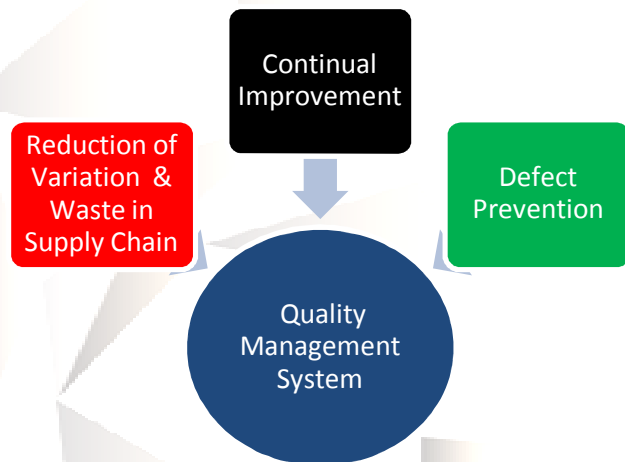 Continual
Improvement
Reduction of
Variation & 
Waste in
Supply Chain
Defect
Prevention
Quality
Management
System